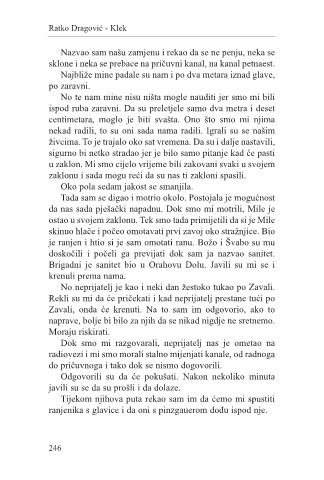 Ratko Dragović - Klek
Nazvao sam našu zamjenu i rekao da se ne penju, neka se
sklone i neka se prebace na pričuvni kanal, na kanal petnaest.
Najbliže mine padale su nam i po dva metara iznad glave,
po zaravni.
No te nam mine nisu ništa mogle nauditi jer smo mi bili
ispod ruba zaravni. Da su preletjele samo dva metra i deset
centimetara, moglo je biti svašta. Ono što smo mi njima
nekad radili, to su oni sada nama radili. Igrali su se našim
živcima. To je trajalo oko sat vremena. Da su i dalje nastavili,
sigurno bi netko stradao jer je bilo samo pitanje kad će pasti
u zaklon. Mi smo cijelo vrijeme bili zakovani svaki u svojem
zaklonu i sada mogu reći da su nas ti zakloni spasili.
Oko pola sedam jakost se smanjila.
Tada sam se digao i motrio okolo. Postojala je mogućnost
da nas sada pješački napadnu. Dok smo mi motrili, Mile je
ostao u svojem zaklonu. Tek smo tada primijetili da si je Mile
skinuo hlače i počeo omotavati prvi zavoj oko stražnjice. Bio
je ranjen i htio si je sam omotati ranu. Božo i Švabo su mu
doskočili i počeli ga previjati dok sam ja nazvao sanitet.
Brigadni je sanitet bio u Orahovu Dolu. Javili su mi se i
krenuli prema nama.
No neprijatelj je kao i neki dan žestoko tukao po Zavali.
Rekli su mi da će pričekati i kad neprijatelj prestane tući po
Zavali, onda će krenuti. Na to sam im odgovorio, ako to
naprave, bolje bi bilo za njih da se nikad nigdje ne sretnemo.
Moraju riskirati.
Dok smo mi razgovarali, neprijatelj nas je ometao na
radiovezi i mi smo morali stalno mijenjati kanale, od radnoga
do pričuvnoga i tako dok se nismo dogovorili.
Odgovorili su da će pokušati. Nakon nekoliko minuta
javili su se da su prošli i da dolaze.
Tijekom njihova puta rekao sam im da ćemo mi spustiti
ranjenika s glavice i da oni s pinzgauerom dođu ispod nje.
246